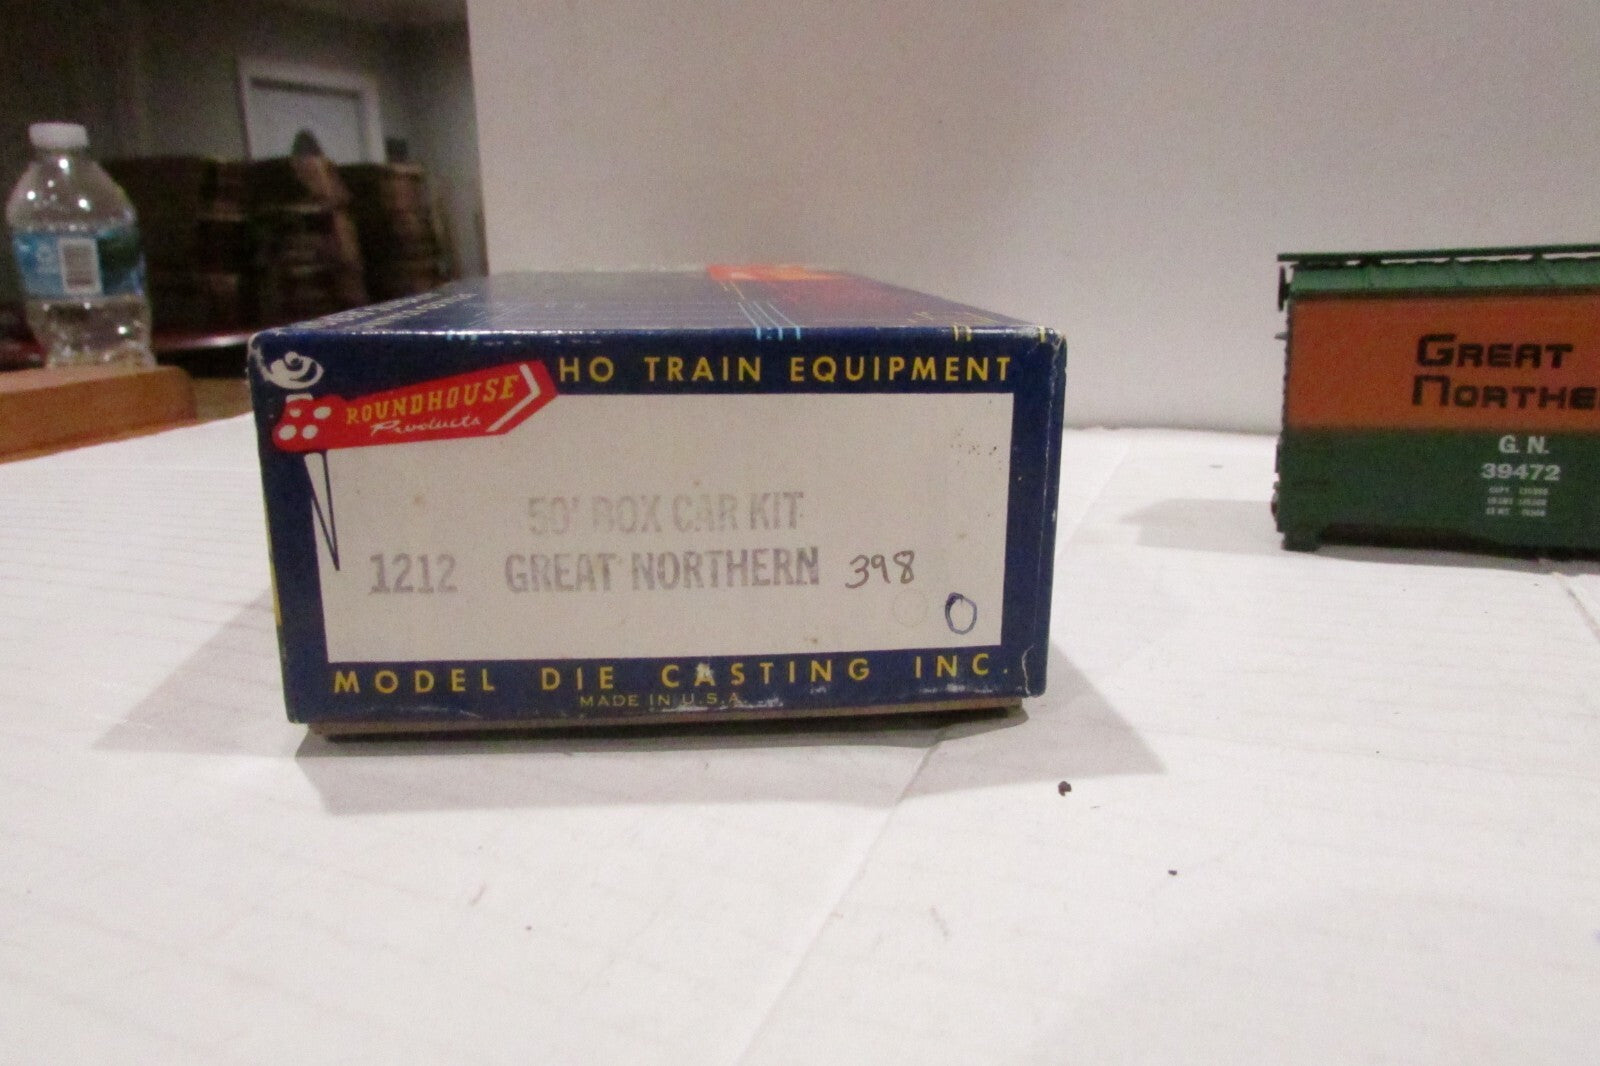 HO TRAIN EQUIPMENT
ROUNDHOUSE
Products
50' BOX CAR KIT
1212 GREAT NORTHERN 398
O
MODEL DIE CASTING INC.
MADE IN U.S.A.
GREAT
NORTHE
G. N.
39472